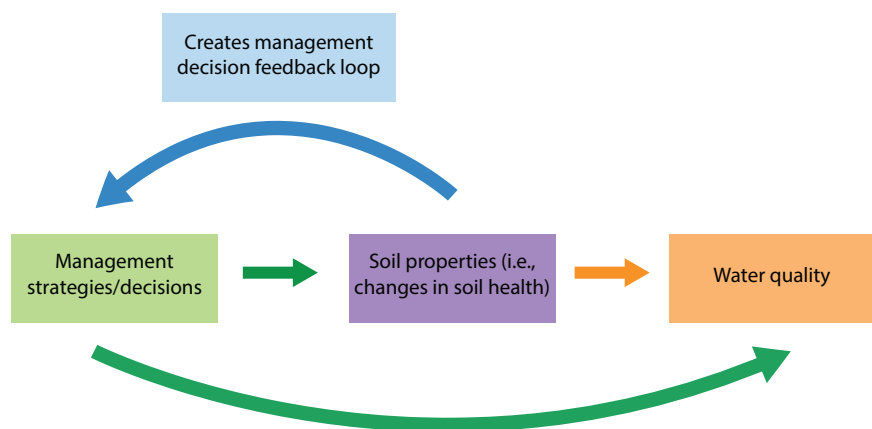 Creates management
decision feedback loop
Management
strategies/decisions
Soil properties (i.e.,
changes in soil health)
Water quality